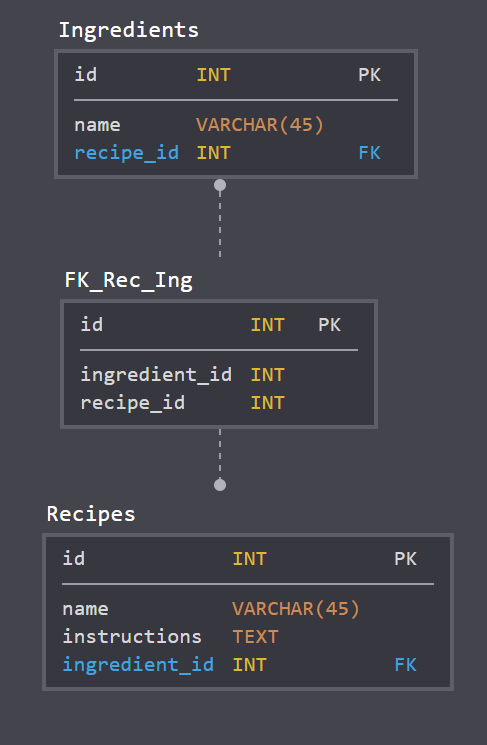 Ingredients
id INT PK
name VARCHAR(45)
recipe_id INT FK
FK_Rec_Ing
id INT PK
ingredient_id INT
recipe_id INT
Recipes
id INT PK
name VARCHAR(45)
instructions TEXT
ingredient_id INT FK